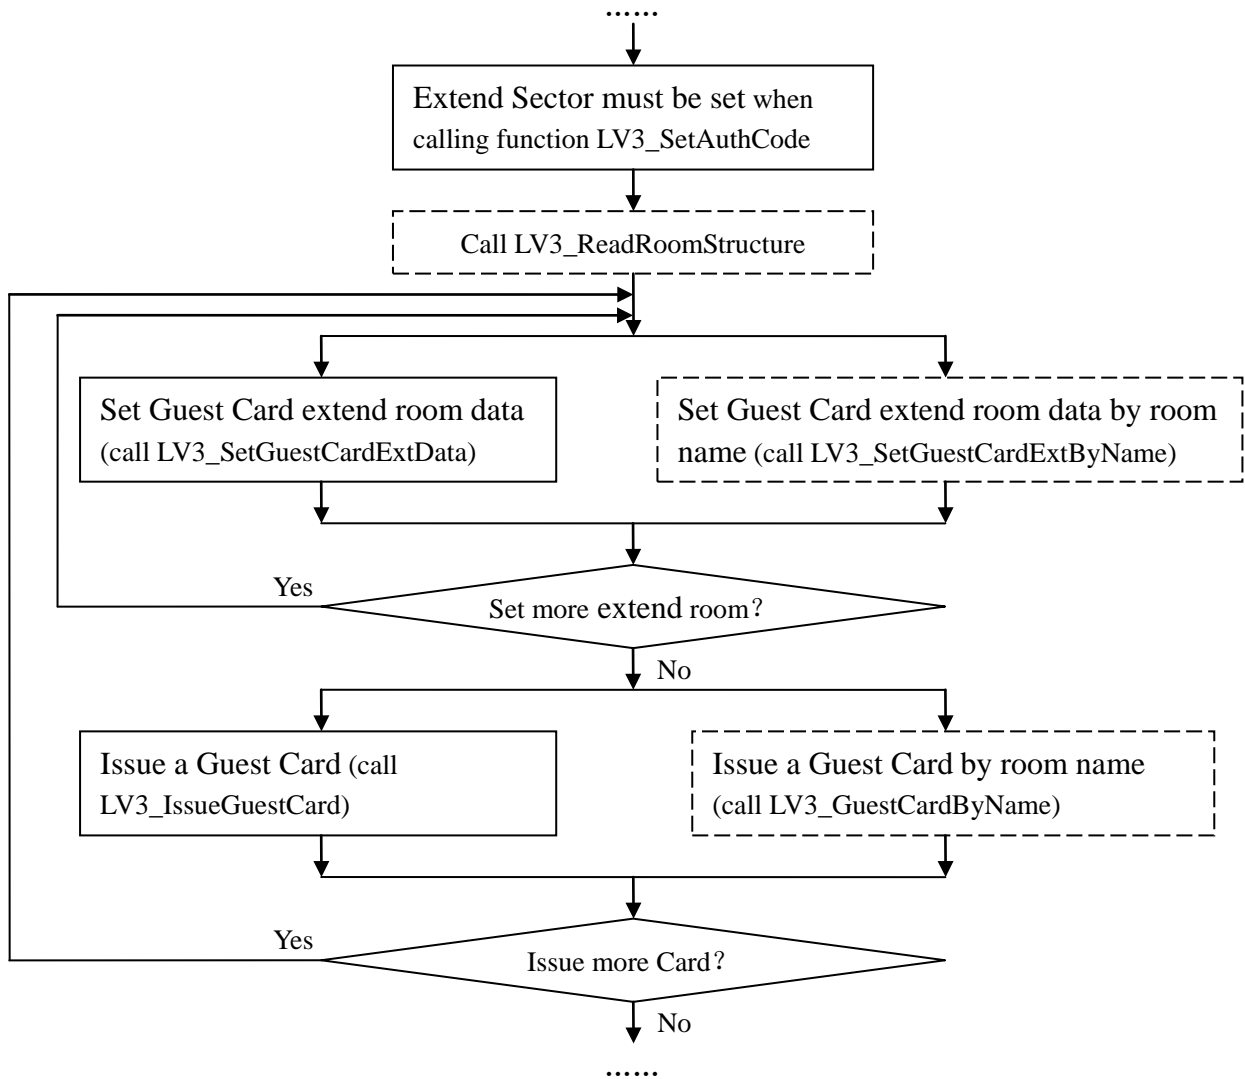 ……
Extend Sector must be set when
calling function LV3_SetAuthCode
Call LV3_ReadRoomStructure
Set Guest Card extend room data
(call LV3_SetGuestCardExtData)
Set Guest Card extend room data by room
name (call LV3_SetGuestCardExtByName)
Yes
Set more extend room？
No
Issue a Guest Card (call
LV3_IssueGuestCard)
Issue a Guest Card by room name
(call LV3_GuestCardByName)
Yes
Issue more Card？
No
……